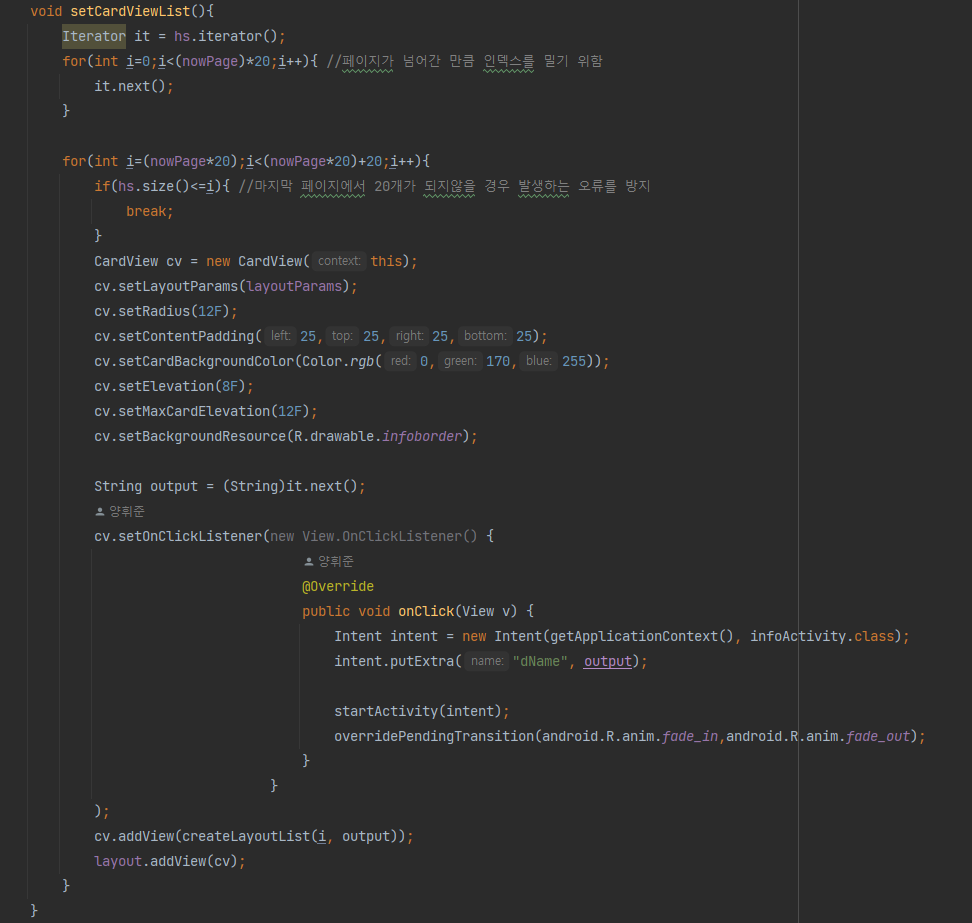 void setCardViewList(){
Iterator it = hs.iterator();
for(int i=0;i<(nowPage)*20;i++){ //페이지가 넘어간 만큼 인덱스를 밀기 위함
it.next();
}
for(int i=(nowPage*20);i<(nowPage*20)+20;i++){
if(hs.size()<=i){ //마지막 페이지에서 20개가 되지않을 경우 발생하는 오류를 방지
break;
}
CardView cv = new CardView( context: this);
cv.setLayoutParams(layoutParams);
cv.setRadius(12F);
cv.setContentPadding( left: 25, top: 25, right: 25, bottom: 25);
cv.setCardBackgroundColor(Color.rgb( red: 0, green: 170, blue: 255));
cv.setElevation(8F);
cv.setMaxCardElevation(12F);
cv.setBackgroundResource(R.drawable.infoborder);
String output = (String)it.next();
양휘준
cv.setOnClickListener(new View.OnClickListener() {
양휘준
@Override
public void onClick(View v) {
Intent intent = new Intent(getApplicationContext(), infoActivity.class);
intent.putExtra( name: "dName", output);
startActivity(intent);
overridePendingTransition(android.R.anim.fade_in,android.R.anim.fade_out);
}
}
);
cv.addView(createLayoutList(i, output));
layout.addView(cv);
}
}